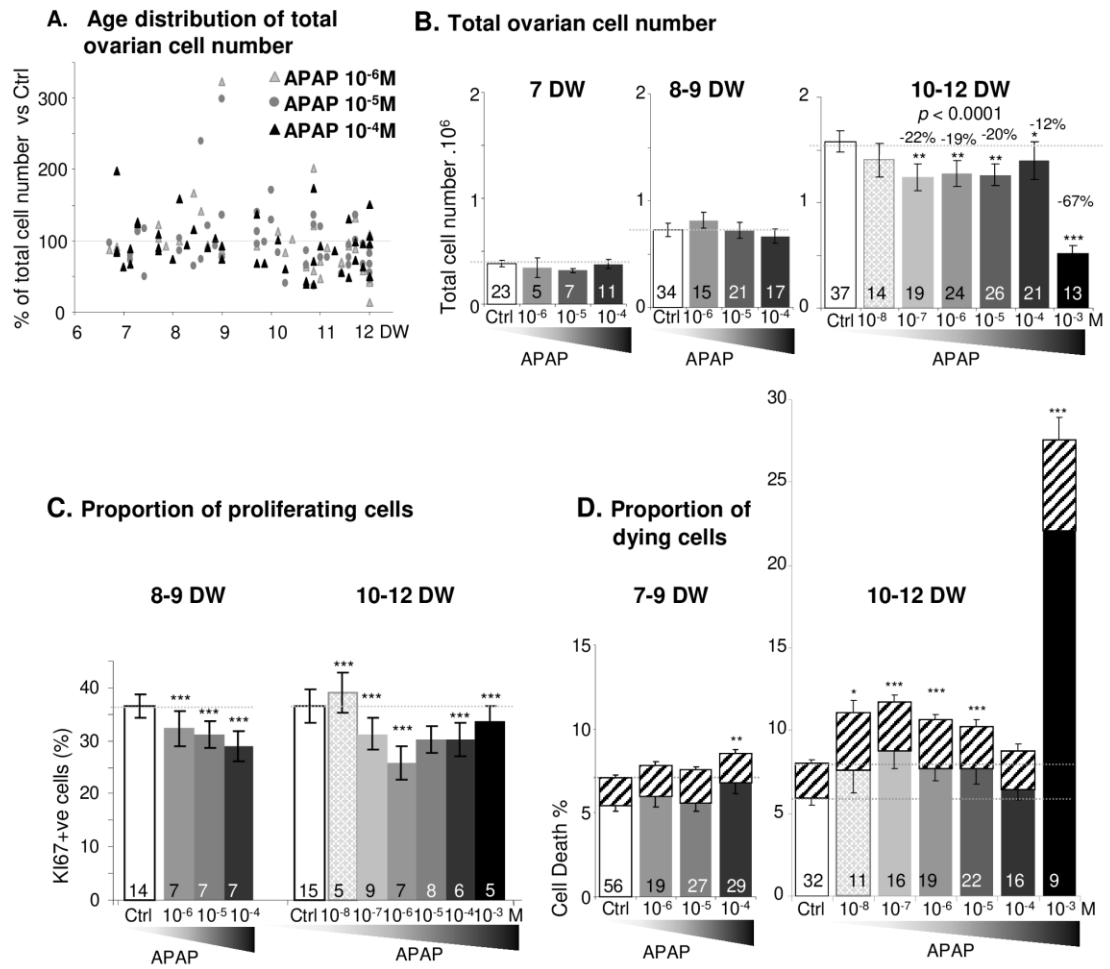 A. Age distribution of total
ovarian cell number
% of total cell number vs Ctrl
350
300
250
200
150
100
50
0
6 7 8 9 10 11 12 DW
APAP 10⁻⁶M
APAP 10⁻⁵M
APAP 10⁻⁴M
B. Total ovarian cell number
7 DW
8-9 DW
10-12 DW
Total cell number .10⁶
2
1
0
23 5 7 11
Ctrl 10⁻⁶ 10⁻⁵ 10⁻⁴
APAP
2
1
0
34 15 21 17
Ctrl 10⁻⁶ 10⁻⁵ 10⁻⁴
APAP
2
1
0
p < 0.0001
-22% -19% -20% -12%
** ** ** *
-67%
***
37 14 19 24 26 21 13
Ctrl 10⁻⁸ 10⁻⁷ 10⁻⁶ 10⁻⁵ 10⁻⁴ 10⁻³ M
APAP
C. Proportion of proliferating cells
8-9 DW
10-12 DW
KI67+ve cells (%)
40
30
20
10
0
*** *** ***
14 7 7 7
Ctrl 10⁻⁶ 10⁻⁵ 10⁻⁴
APAP
*** *** *** *** ***
15 5 9 7 8 6 5
Ctrl 10⁻⁸ 10⁻⁷ 10⁻⁶ 10⁻⁵ 10⁻⁴ 10⁻³ M
APAP
D. Proportion of
dying cells
7-9 DW
10-12 DW
Cell Death %
15
10
5
0
**
56 19 27 29
Ctrl 10⁻⁶ 10⁻⁵ 10⁻⁴
APAP
30
25
20
15
10
5
0
* *** *** *** ***
32 11 16 19 22 16 9
Ctrl 10⁻⁸ 10⁻⁷ 10⁻⁶ 10⁻⁵ 10⁻⁴ 10⁻³ M
APAP